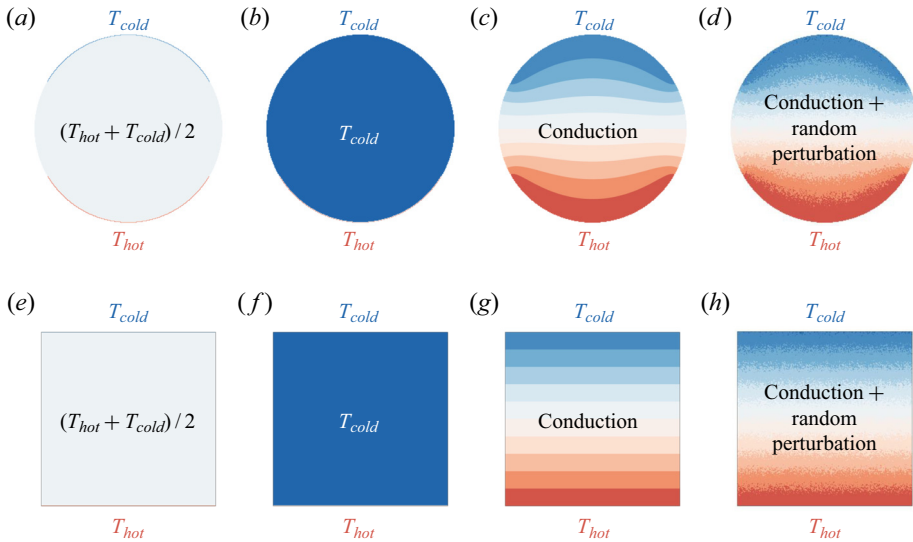 (a) T_cold (b) T_cold (c) T_cold (d) T_cold
(T_hot + T_cold) / 2
T_cold
Conduction
Conduction +
random
perturbation
T_hot T_hot T_hot T_hot
(e) T_cold (f) T_cold (g) T_cold (h) T_cold
(T_hot + T_cold) / 2
T_cold
Conduction
Conduction +
random
perturbation
T_hot T_hot T_hot T_hot